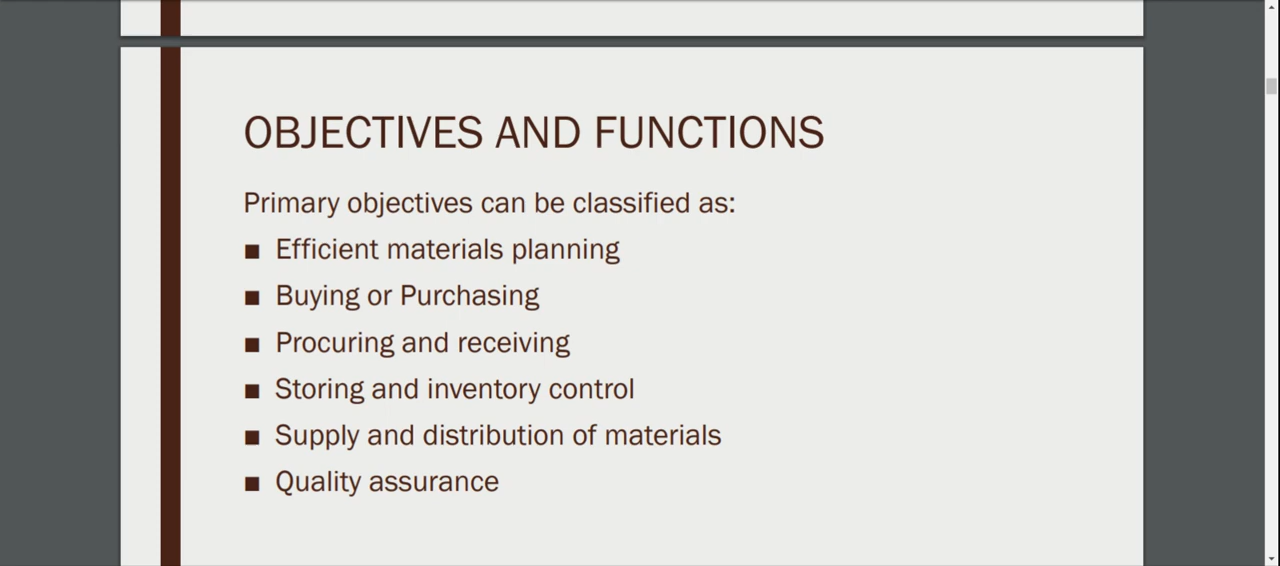 OBJECTIVES AND FUNCTIONS
Primary objectives can be classified as:
■ Efficient materials planning
■ Buying or Purchasing
■ Procuring and receiving
■ Storing and inventory control
■ Supply and distribution of materials
■ Quality assurance